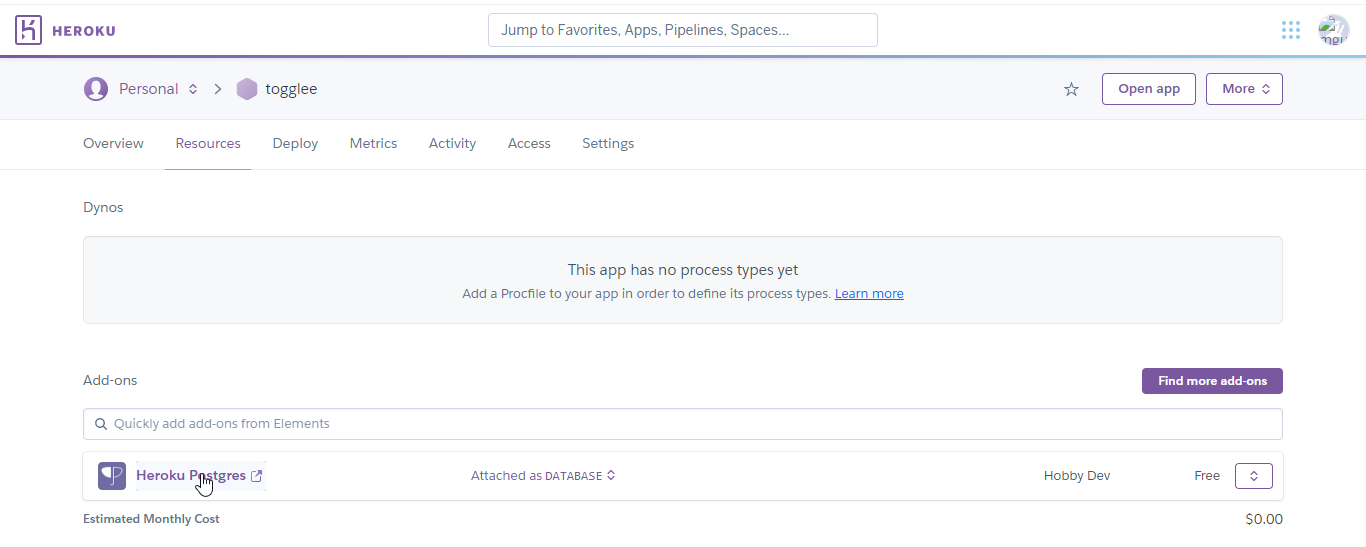 HEROKU
Jump to Favorites, Apps, Pipelines, Spaces...
Personal > togglee
Open app
More
Overview Resources Deploy Metrics Activity Access Settings
Dynos
This app has no process types yet
Add a Procfile to your app in order to define its process types. Learn more
Add-ons
Find more add-ons
Quickly add add-ons from Elements
Heroku Postgres Attached as DATABASE Hobby Dev Free
Estimated Monthly Cost $0.00